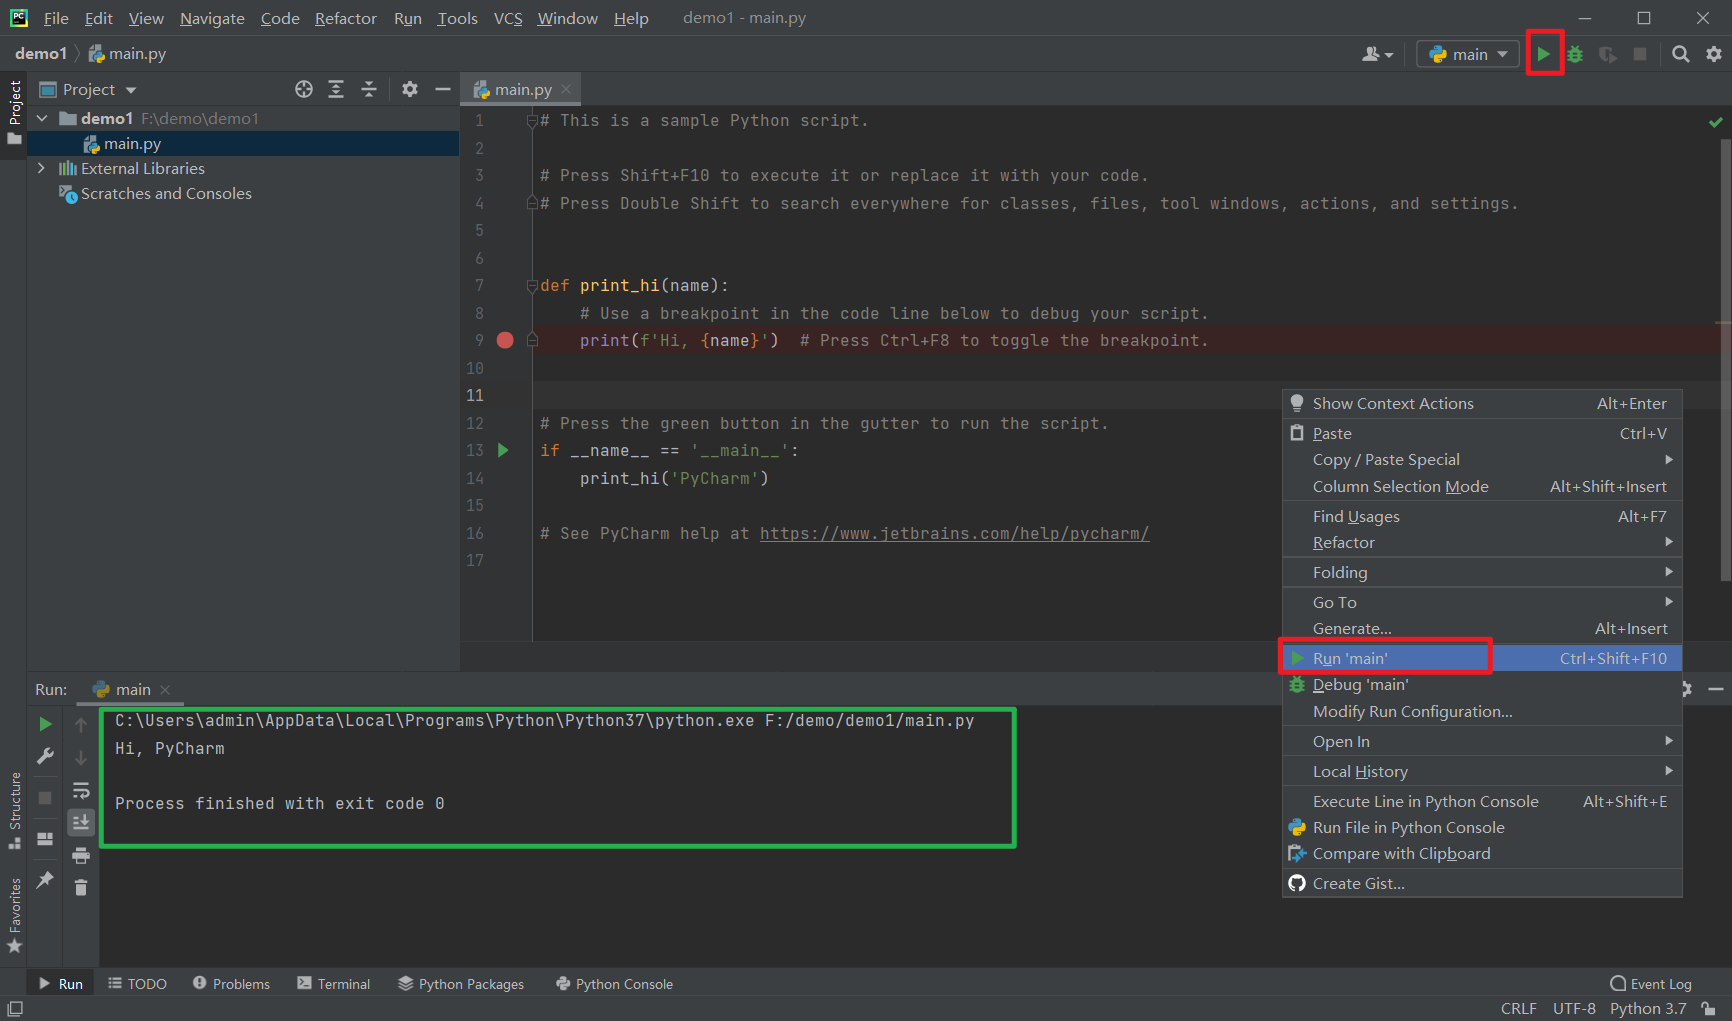 File Edit View Navigate Code Refactor Run Tools VCS Window Help demo1 - main.py
demo1 main.py main
Project
Project
main.py
demo1 F:\demo\demo1
main.py
External Libraries
Scratches and Consoles
1 # This is a sample Python script.
2
3 # Press Shift+F10 to execute it or replace it with your code.
4 # Press Double Shift to search everywhere for classes, files, tool windows, actions, and settings.
5
6
7 def print_hi(name):
8 # Use a breakpoint in the code line below to debug your script.
9 print(f'Hi, {name}')  # Press Ctrl+F8 to toggle the breakpoint.
10
11
12 # Press the green button in the gutter to run the script.
13 if __name__ == '__main__':
14 print_hi('PyCharm')
15
16 # See PyCharm help at https://www.jetbrains.com/help/pycharm/
17
Show Context Actions Alt+Enter
Paste Ctrl+V
Copy / Paste Special
Column Selection Mode Alt+Shift+Insert
Find Usages Alt+F7
Refactor
Folding
Go To
Generate... Alt+Insert
Run 'main' Ctrl+Shift+F10
Debug 'main'
Modify Run Configuration...
Open In
Local History
Execute Line in Python Console Alt+Shift+E
Run File in Python Console
Compare with Clipboard
Create Gist...
Run: main
C:\Users\admin\AppData\Local\Programs\Python\Python37\python.exe F:/demo/demo1/main.py
Hi, PyCharm
Process finished with exit code 0
Structure
Favorites
Run TODO Problems Terminal Python Packages Python Console Event Log
CRLF UTF-8 Python 3.7